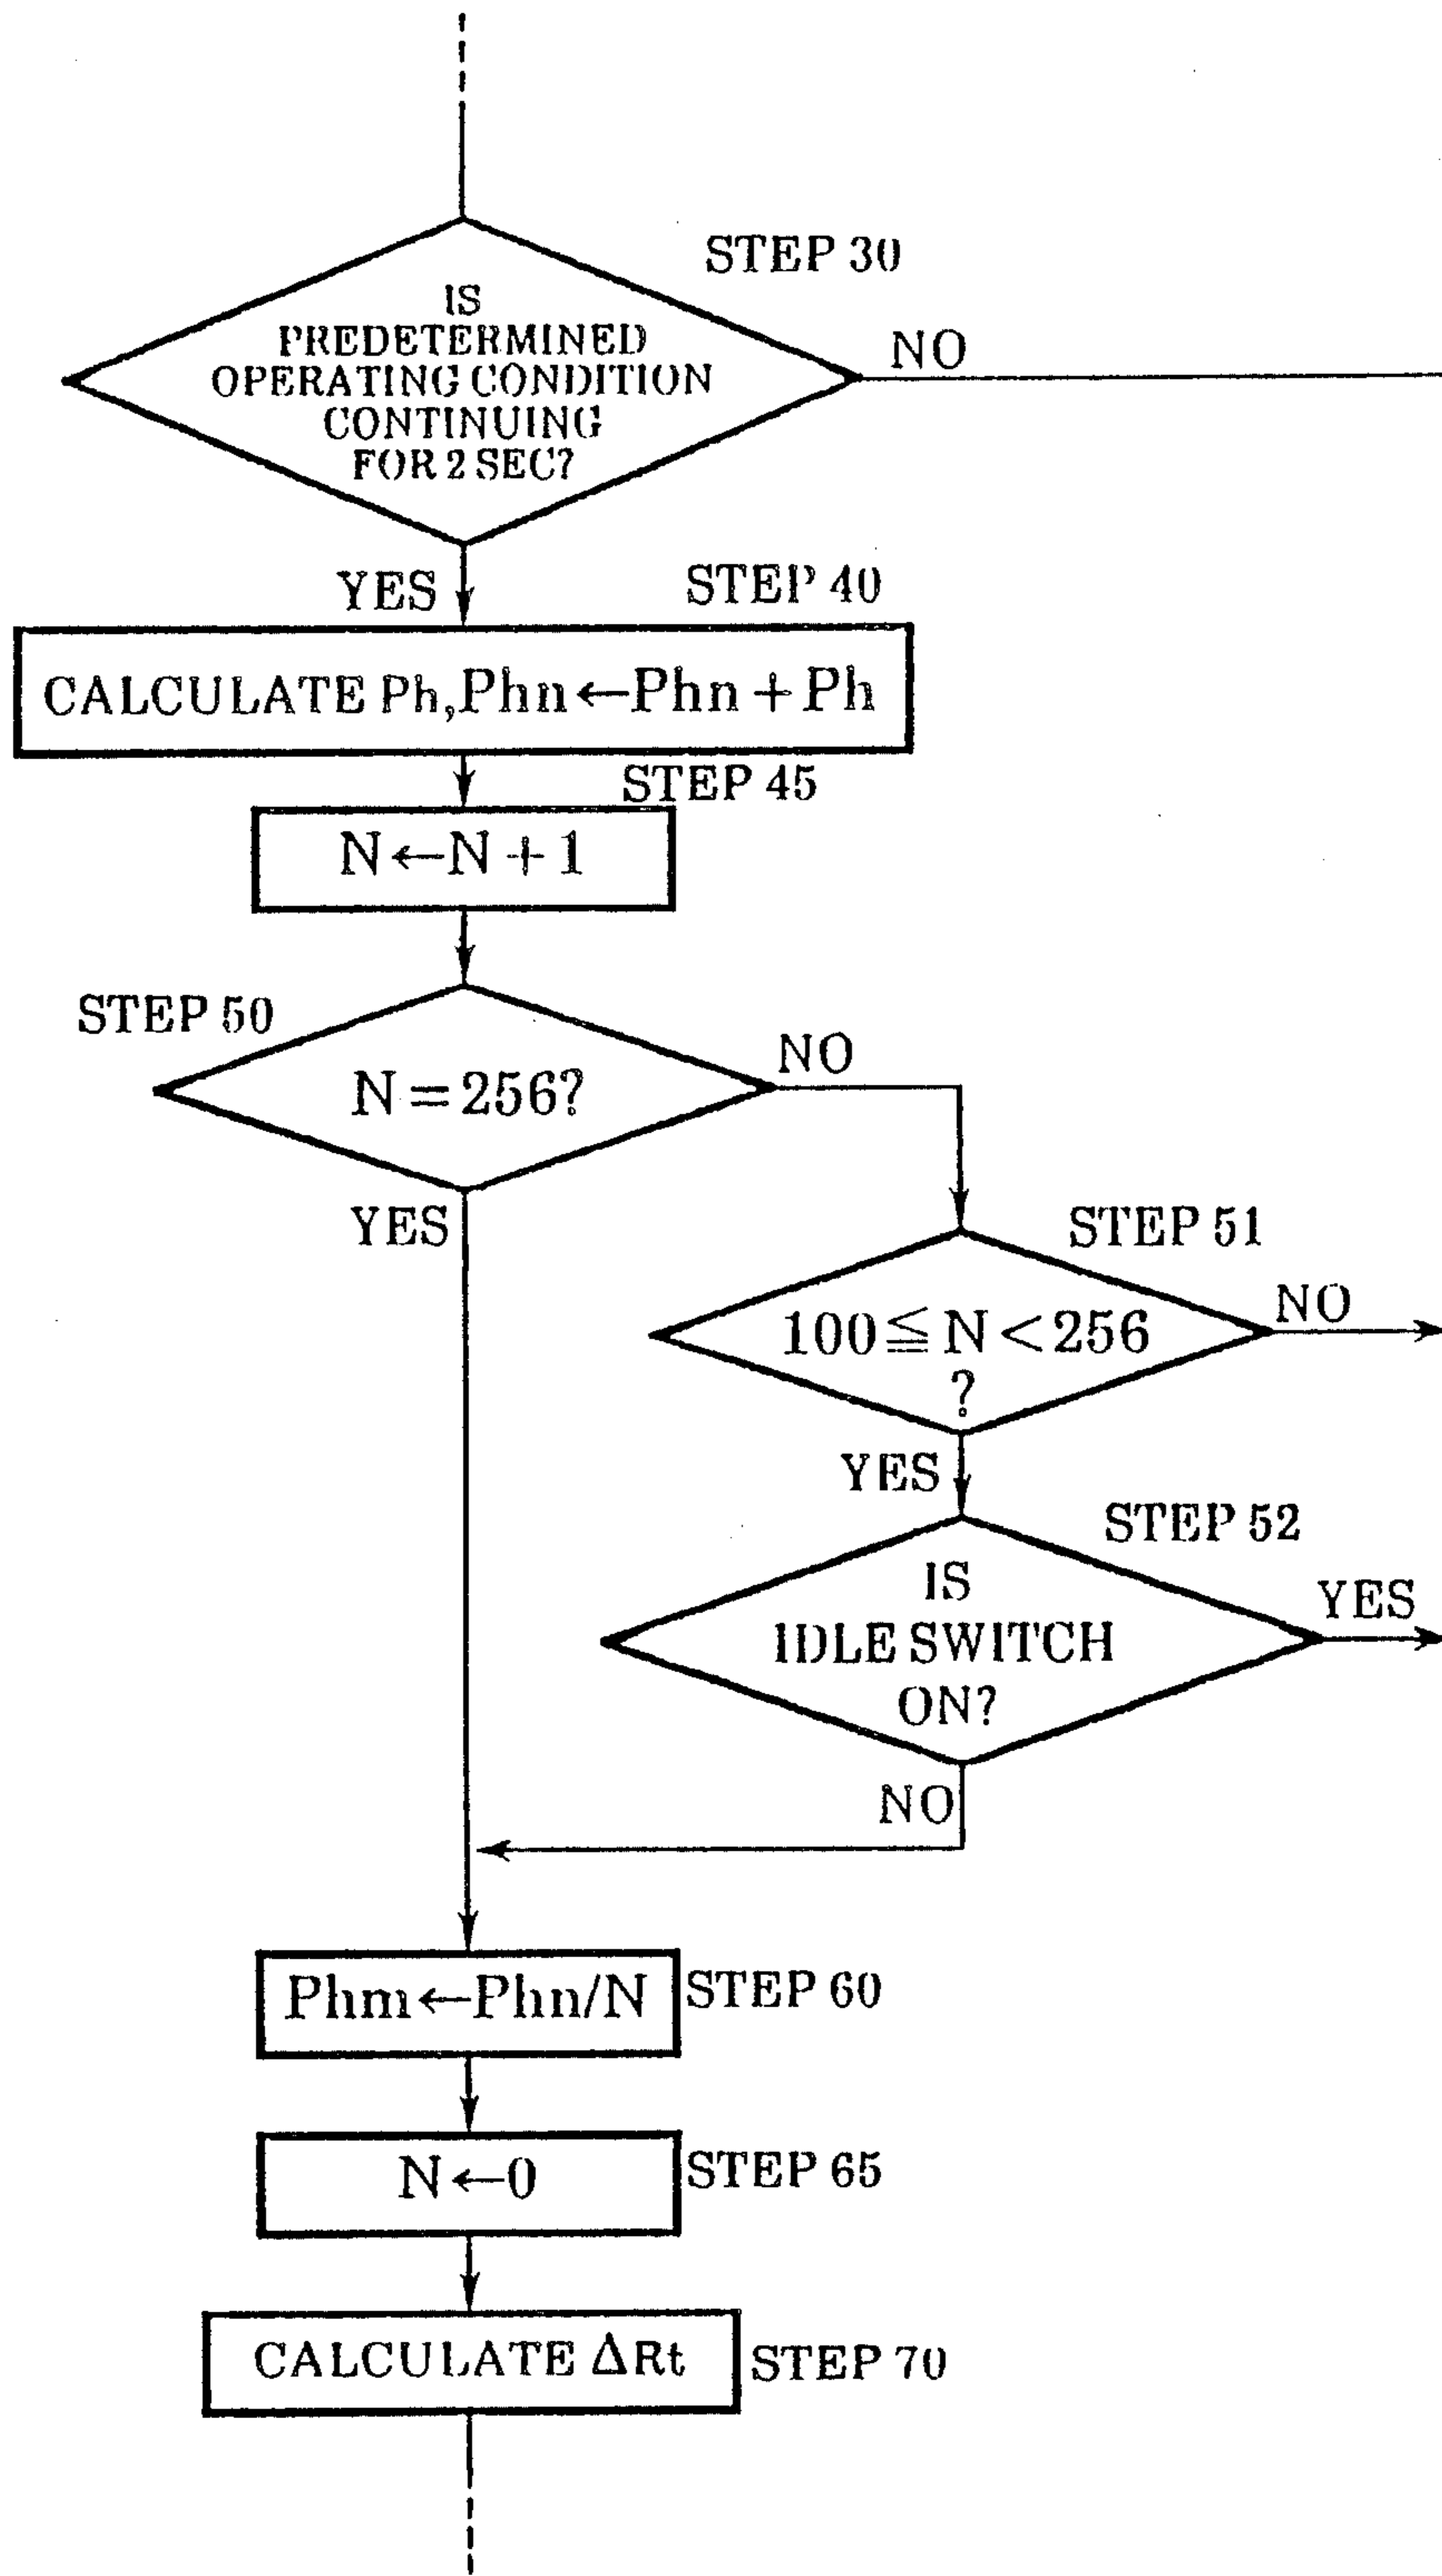 STEP 30
IS
PREDETERMINED
OPERATING CONDITION
CONTINUING
FOR 2 SEC?
NO
YES
STEP 40
CALCULATE Ph,Phn←Phn+Ph
STEP 45
N←N+1
STEP 50
N=256?
NO
YES
STEP 51
100≦N<256
?
NO
YES
STEP 52
IS
IDLE SWITCH
ON?
YES
NO
Phm←Phn/N
STEP 60
N←0
STEP 65
CALCULATE ΔRt
STEP 70